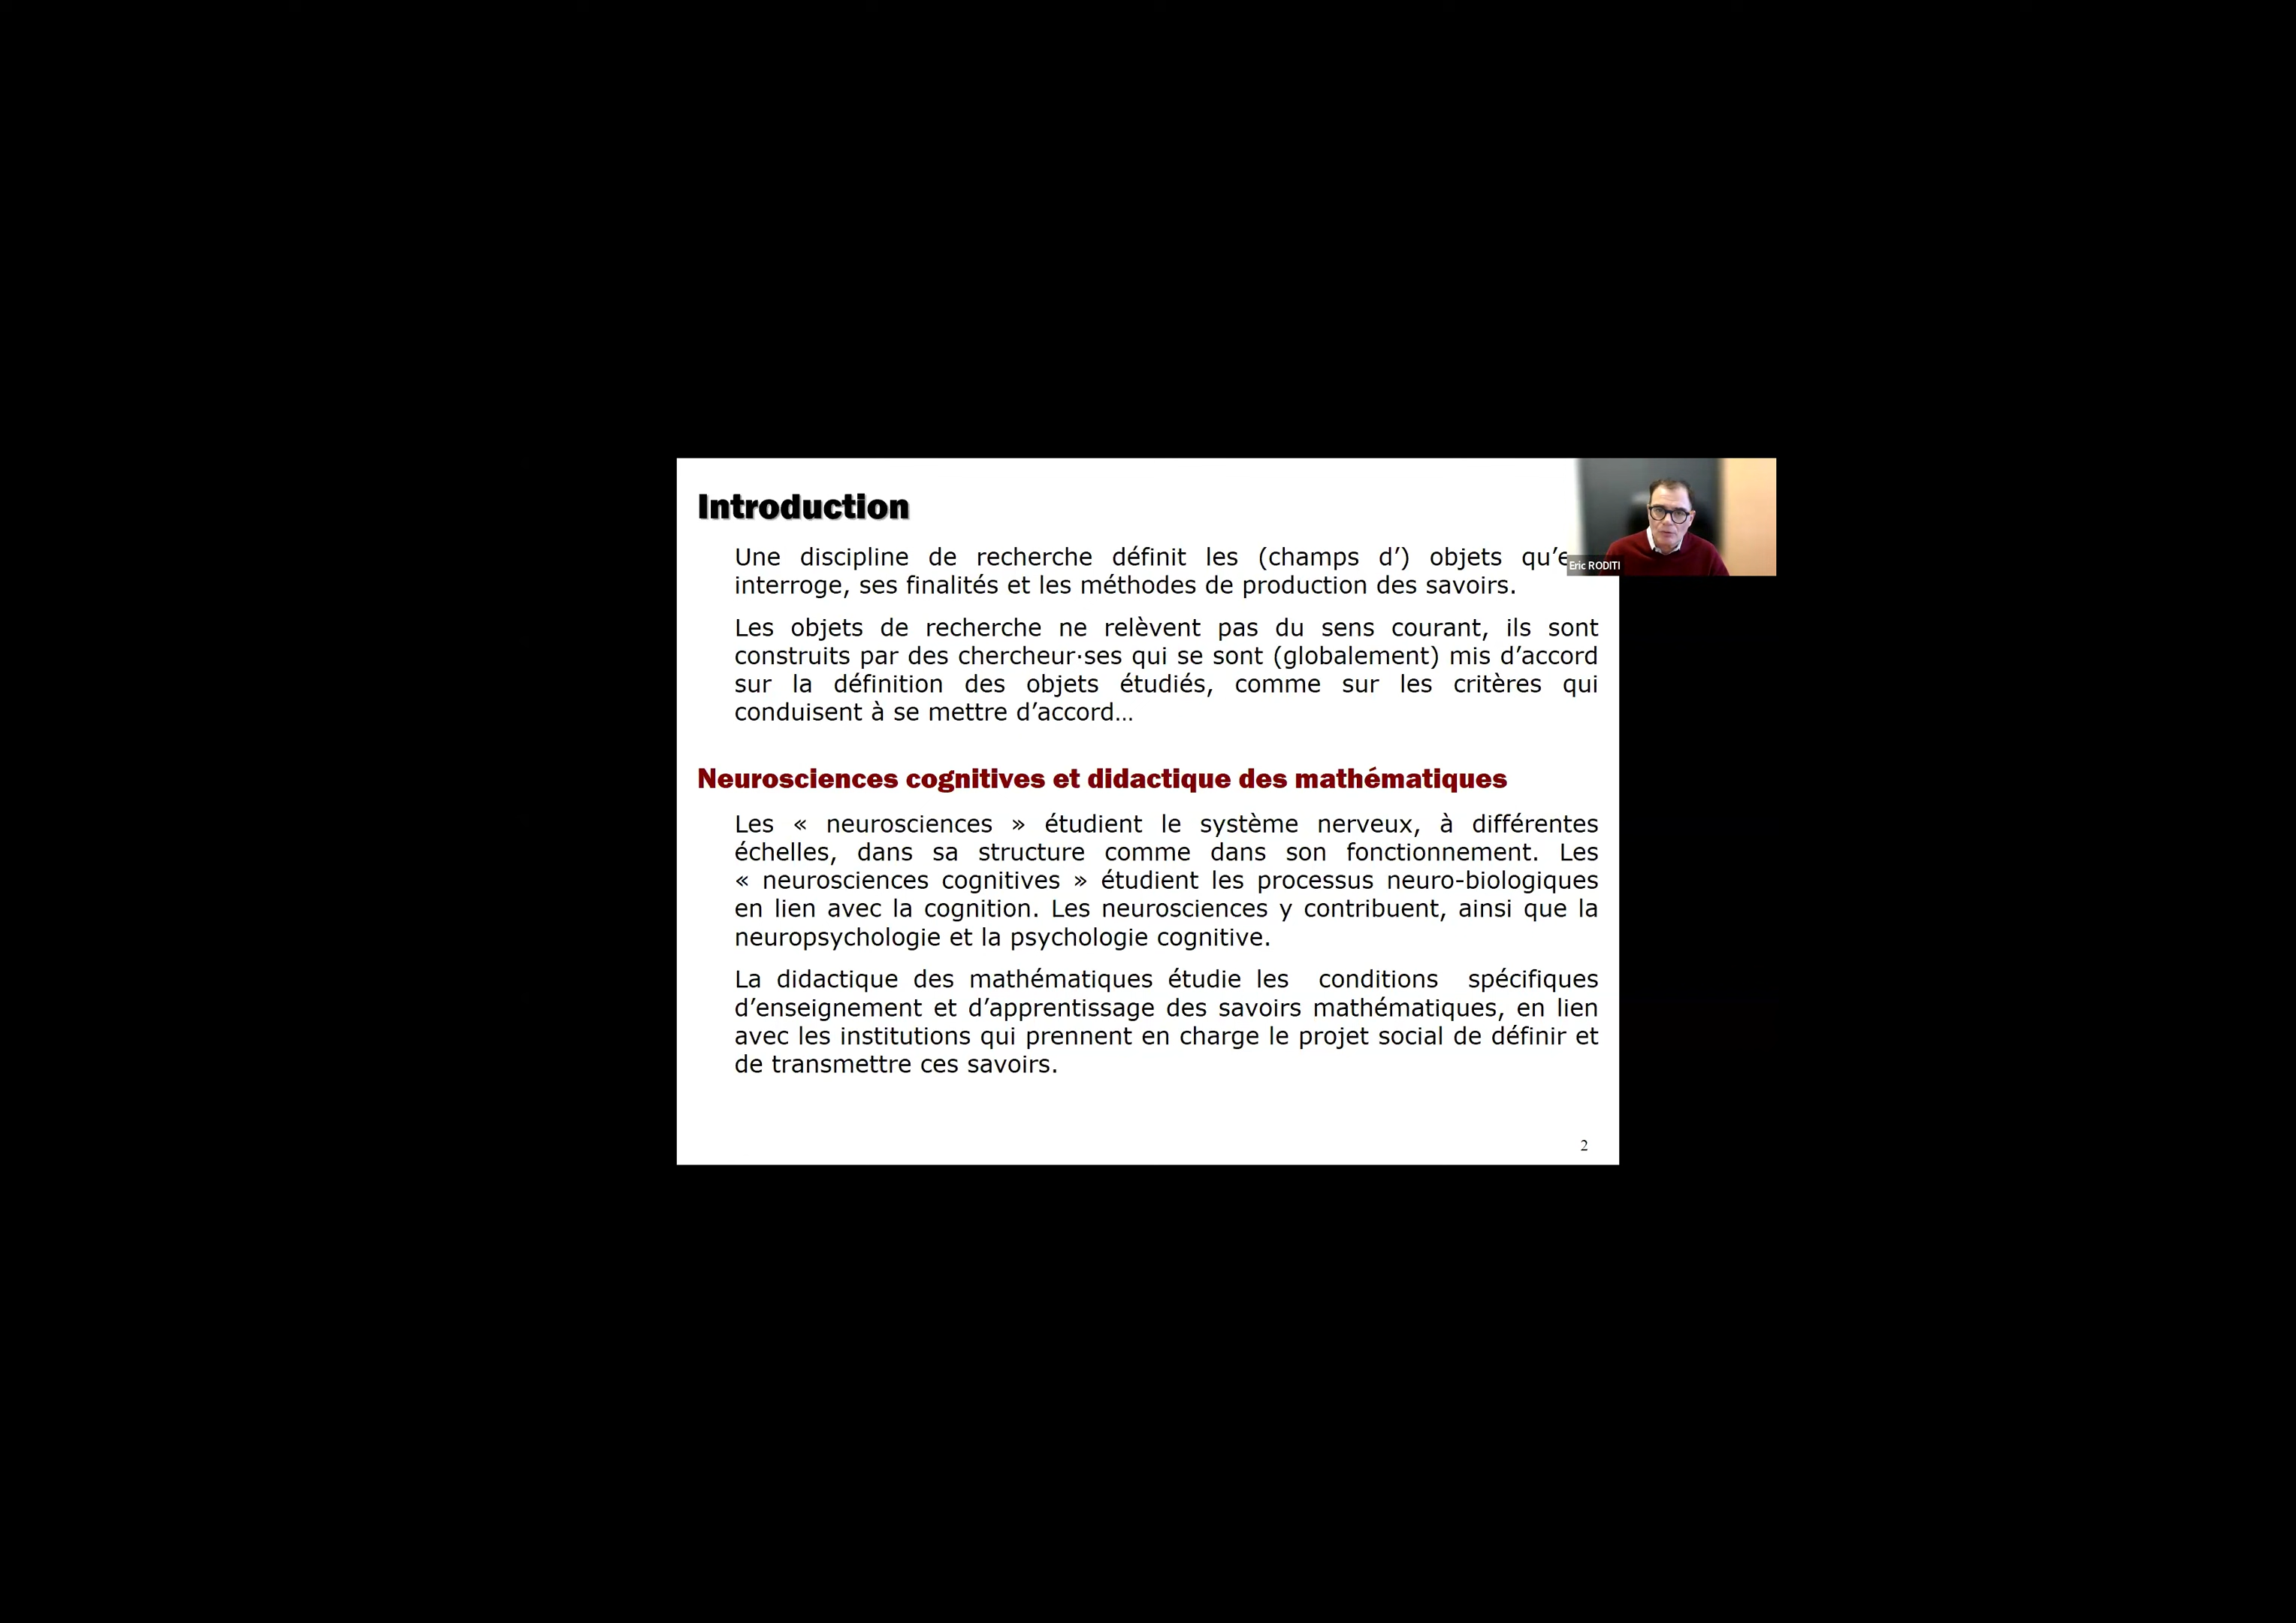 Introduction
Une discipline de recherche définit les (champs d’) objets
interroge, ses finalités et les méthodes de production des savoirs.
Les objets de recherche ne relèvent pas du sens courant, ils sont
construits par des chercheur·ses qui se sont (globalement) mis d’accord
sur la définition des objets étudiés, comme sur les critères qui
conduisent à se mettre d’accord…
Eric RODITI
Neurosciences cognitives et didactique des mathématiques
Les « neurosciences » étudient le système nerveux, à différentes
échelles, dans sa structure comme dans son fonctionnement. Les
« neurosciences cognitives » étudient les processus neuro-biologiques
en lien avec la cognition. Les neurosciences y contribuent, ainsi que la
neuropsychologie et la psychologie cognitive.
La didactique des mathématiques étudie les conditions spécifiques
d’enseignement et d’apprentissage des savoirs mathématiques, en lien
avec les institutions qui prennent en charge le projet social de définir et
de transmettre ces savoirs.
2